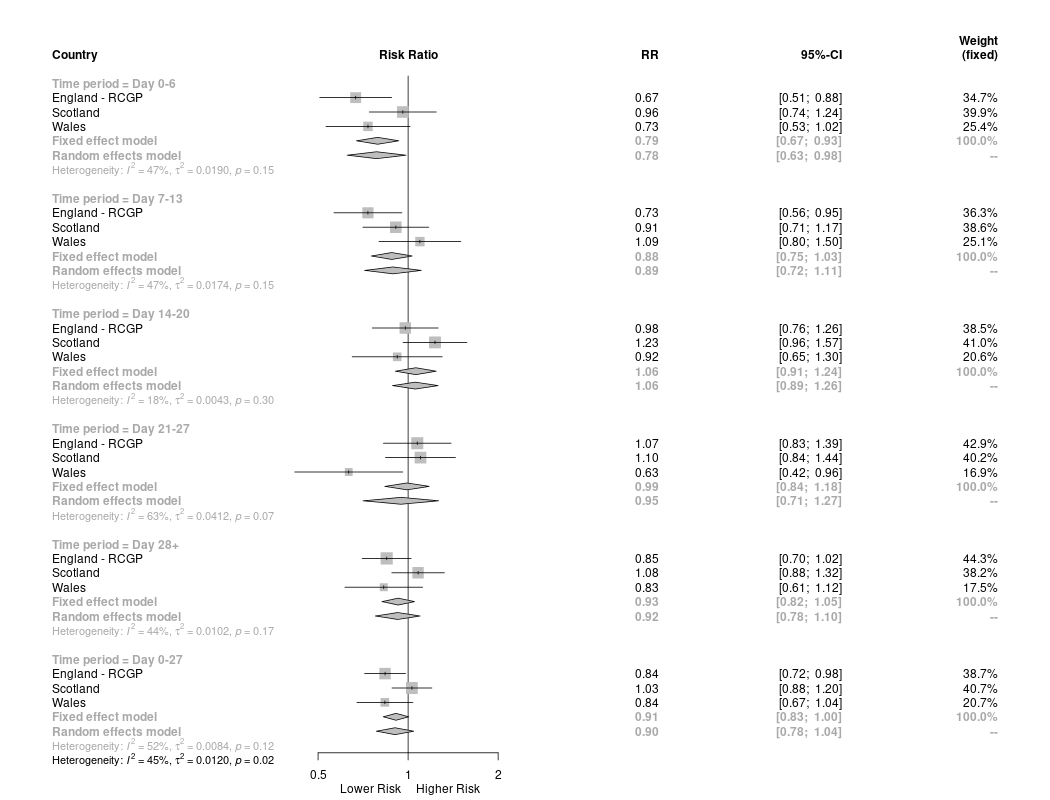 Weight
Country Risk Ratio RR 95%-CI (fixed)
Time period = Day 0-6
England - RCGP 0.67 [0.51; 0.88] 34.7%
Scotland 0.96 [0.74; 1.24] 39.9%
Wales 0.73 [0.53; 1.02] 25.4%
Fixed effect model 0.79 [0.67; 0.93] 100.0%
Random effects model 0.78 [0.63; 0.98] --
Heterogeneity: I² = 47%, τ² = 0.0190, p = 0.15
Time period = Day 7-13
England - RCGP 0.73 [0.56; 0.95] 36.3%
Scotland 0.91 [0.71; 1.17] 38.6%
Wales 1.09 [0.80; 1.50] 25.1%
Fixed effect model 0.88 [0.75; 1.03] 100.0%
Random effects model 0.89 [0.72; 1.11] --
Heterogeneity: I² = 47%, τ² = 0.0174, p = 0.15
Time period = Day 14-20
England - RCGP 0.98 [0.76; 1.26] 38.5%
Scotland 1.23 [0.96; 1.57] 41.0%
Wales 0.92 [0.65; 1.30] 20.6%
Fixed effect model 1.06 [0.91; 1.24] 100.0%
Random effects model 1.06 [0.89; 1.26] --
Heterogeneity: I² = 18%, τ² = 0.0043, p = 0.30
Time period = Day 21-27
England - RCGP 1.07 [0.83; 1.39] 42.9%
Scotland 1.10 [0.84; 1.44] 40.2%
Wales 0.63 [0.42; 0.96] 16.9%
Fixed effect model 0.99 [0.84; 1.18] 100.0%
Random effects model 0.95 [0.71; 1.27] --
Heterogeneity: I² = 63%, τ² = 0.0412, p = 0.07
Time period = Day 28+
England - RCGP 0.85 [0.70; 1.02] 44.3%
Scotland 1.08 [0.88; 1.32] 38.2%
Wales 0.83 [0.61; 1.12] 17.5%
Fixed effect model 0.93 [0.82; 1.05] 100.0%
Random effects model 0.92 [0.78; 1.10] --
Heterogeneity: I² = 44%, τ² = 0.0102, p = 0.17
Time period = Day 0-27
England - RCGP 0.84 [0.72; 0.98] 38.7%
Scotland 1.03 [0.88; 1.20] 40.7%
Wales 0.84 [0.67; 1.04] 20.7%
Fixed effect model 0.91 [0.83; 1.00] 100.0%
Random effects model 0.90 [0.78; 1.04] --
Heterogeneity: I² = 52%, τ² = 0.0084, p = 0.12
Heterogeneity: I² = 45%, τ² = 0.0120, p = 0.02
0.5 1 2
Lower Risk Higher Risk